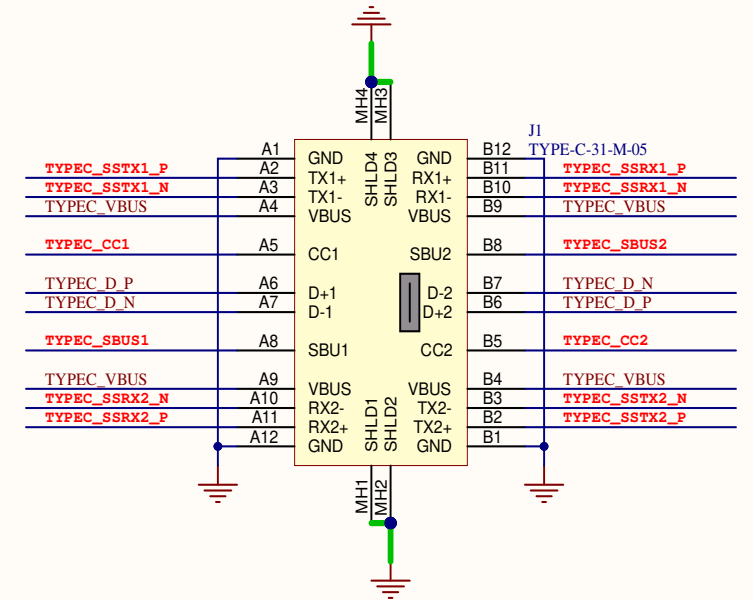 MH4 MH3
J1
TYPE-C-31-M-05
A1 GND SHLD4 SHLD3 GND B12
TYPEC_SSTX1_P A2 TX1+ RX1+ B11 TYPEC_SSRX1_P
TYPEC_SSTX1_N A3 TX1- RX1- B10 TYPEC_SSRX1_N
TYPEC_VBUS A4 VBUS VBUS B9 TYPEC_VBUS
TYPEC_CC1 A5 CC1 SBU2 B8 TYPEC_SBUS2
TYPEC_D_P A6 D+1 D-2 B7 TYPEC_D_N
TYPEC_D_N A7 D-1 D+2 B6 TYPEC_D_P
TYPEC_SBUS1 A8 SBU1 CC2 B5 TYPEC_CC2
TYPEC_VBUS A9 VBUS VBUS B4 TYPEC_VBUS
TYPEC_SSRX2_N A10 RX2- TX2- B3 TYPEC_SSTX2_N
TYPEC_SSRX2_P A11 RX2+ TX2+ B2 TYPEC_SSTX2_P
A12 GND SHLD1 SHLD2 GND B1
MH1 MH2